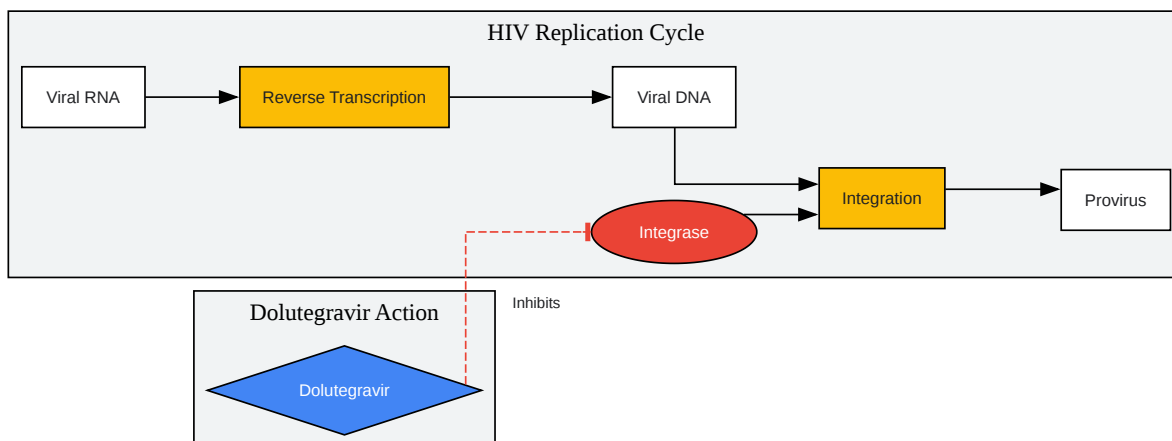 HIV Replication Cycle
Viral RNA
Reverse Transcription
Viral DNA
Integration
Provirus
Integrase
Inhibits
Dolutegravir Action
Dolutegravir